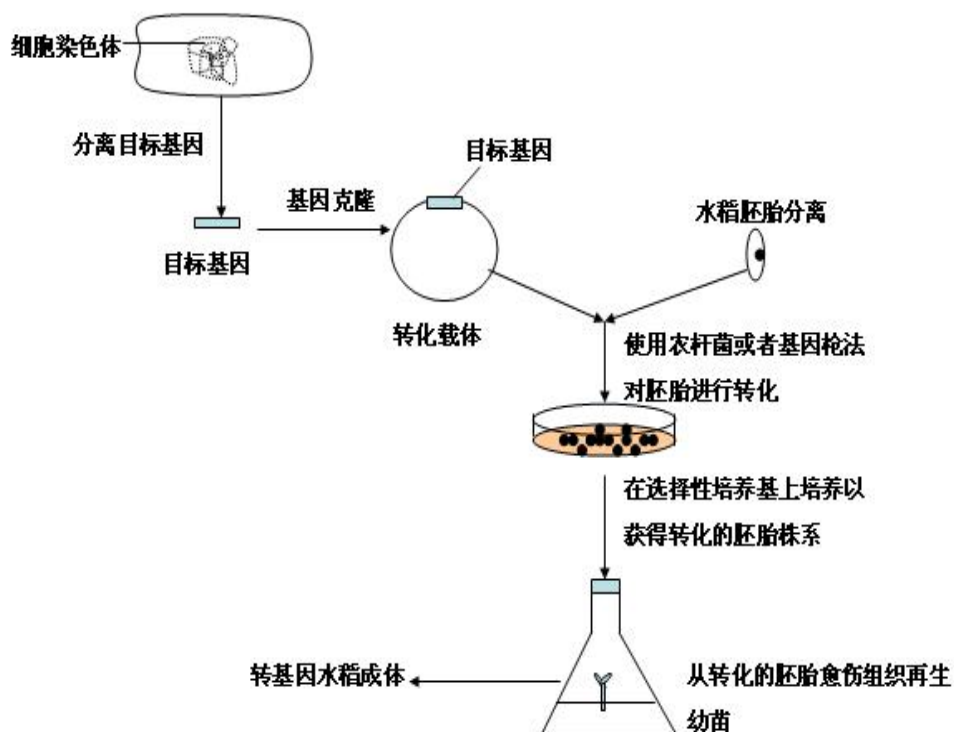 细胞染色体
分离目标基因
目标基因
基因克隆
目标基因
水稻胚胎分离
转化载体
使用农杆菌或者基因枪法
对胚胎进行转化
在选择性培养基上培养以
获得转化的胚胎株系
转基因水稻成体
从转化的胚胎愈伤组织再生
幼苗